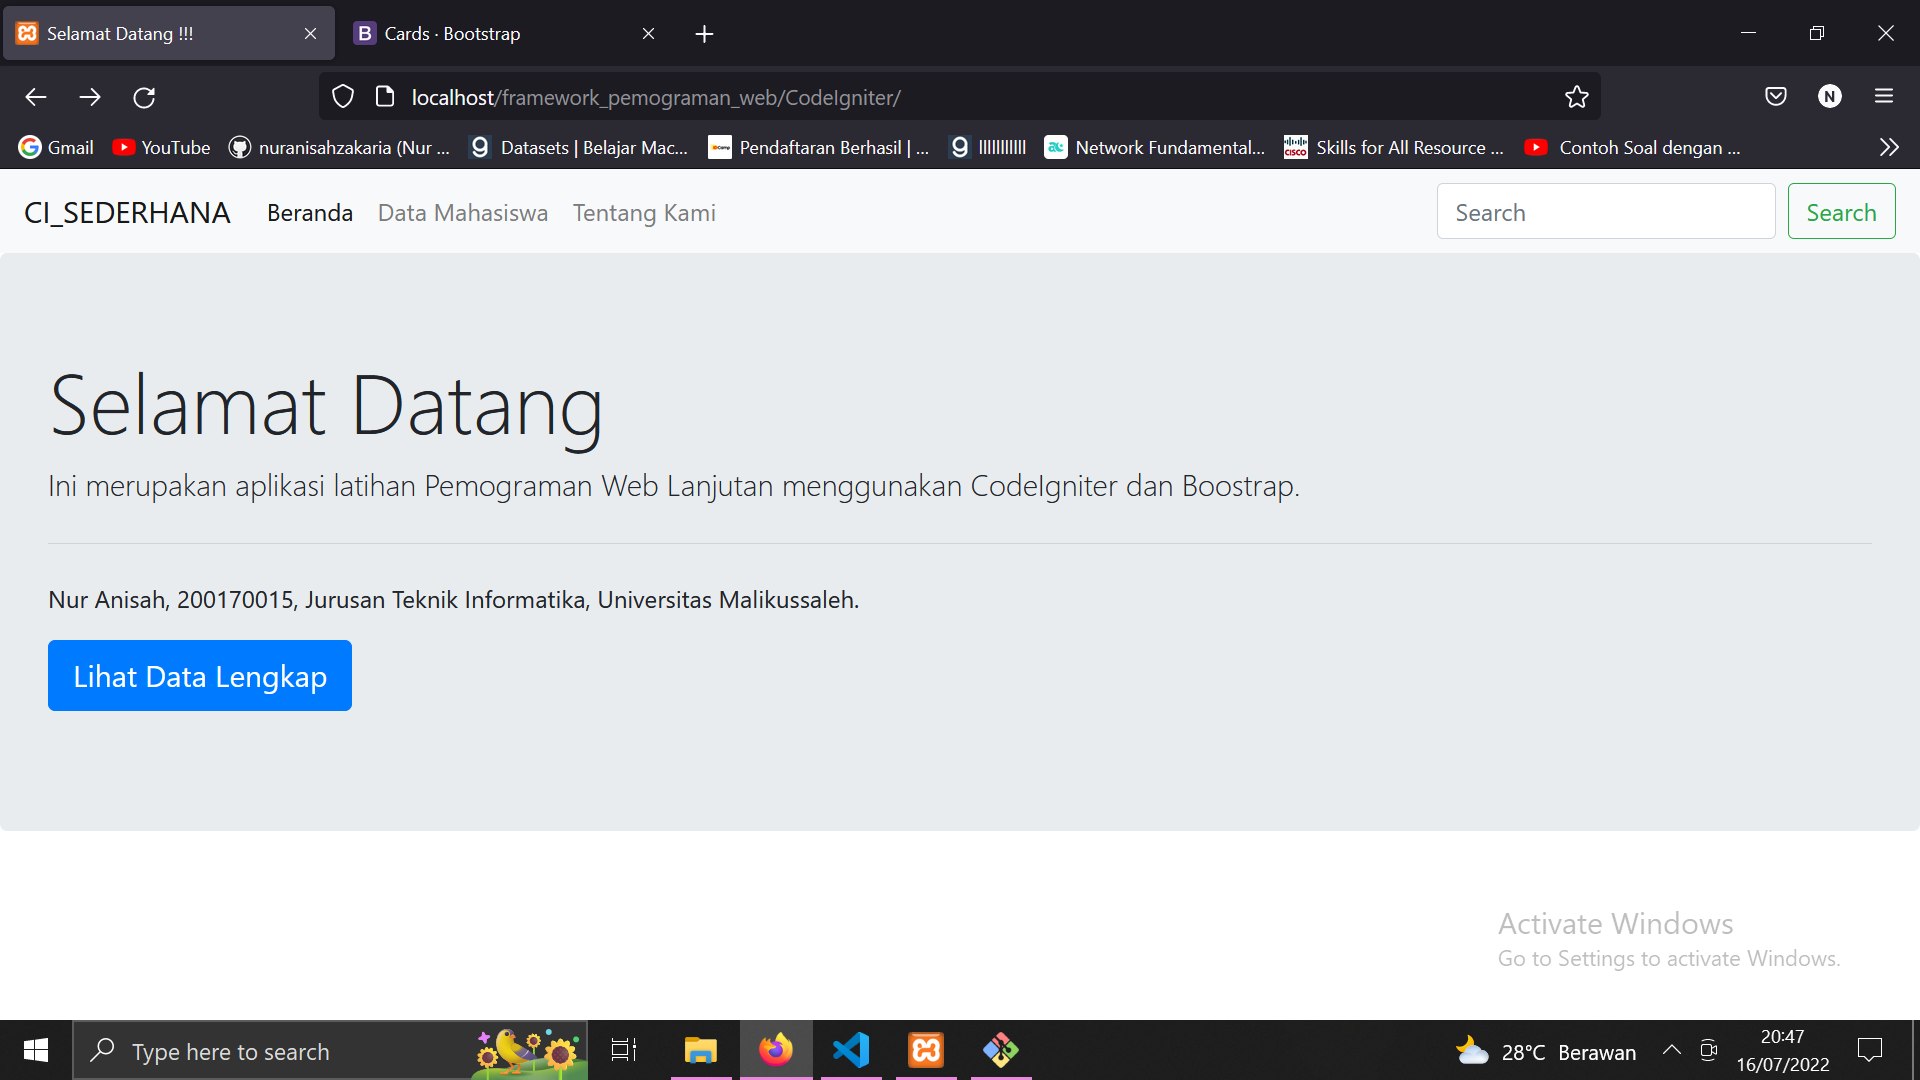 Selamat Datang !!!
Cards · Bootstrap
localhost/framework_pemograman_web/CodeIgniter/
Gmail YouTube nuranisahzakaria (Nur ... Datasets | Belajar Mac... Pendaftaran Berhasil | ... llllllllll Network Fundamental... Skills for All Resource ... Contoh Soal dengan ...
CI_SEDERHANA Beranda Data Mahasiswa Tentang Kami Search Search
Selamat Datang
Ini merupakan aplikasi latihan Pemograman Web Lanjutan menggunakan CodeIgniter dan Boostrap.
Nur Anisah, 200170015, Jurusan Teknik Informatika, Universitas Malikussaleh.
Lihat Data Lengkap
Activate Windows
Go to Settings to activate Windows.
Type here to search
28°C Berawan
20:47
16/07/2022